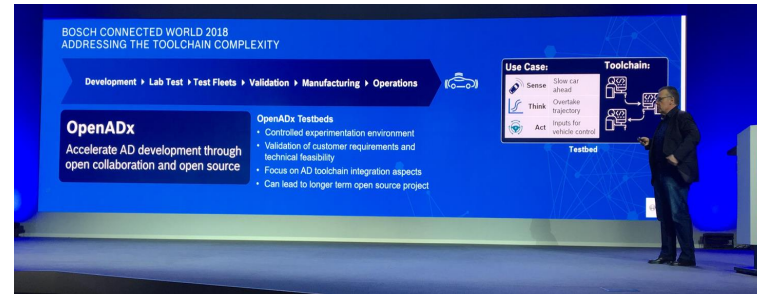 BOSCH CONNECTED WORLD 2018
ADDRESSING THE TOOLCHAIN COMPLEXITY
Development ▸ Lab Test ▸ Test Fleets ▸ Validation ▸ Manufacturing ▸ Operations
OpenADx
Accelerate AD development through
open collaboration and open source
OpenADx Testbeds
• Controlled experimentation environment
• Validation of customer requirements and
technical feasibility
• Focus on AD toolchain integration aspects
• Can lead to longer term open source project
Use Case:
Toolchain:
Sense
Slow car
ahead
Think
Overtake
trajectory
Act
Inputs for
vehicle control
Testbed